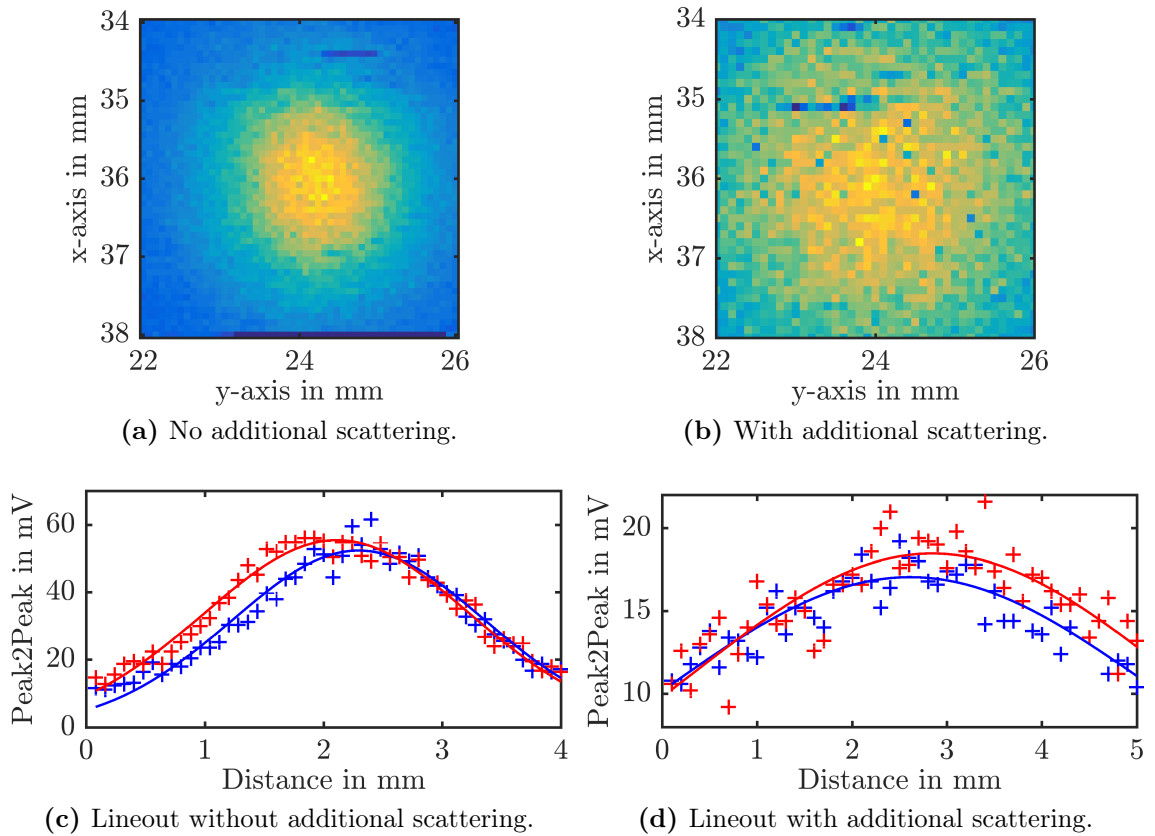 34
35
36
37
38
x-axis in mm
22
24
26
y-axis in mm
(a) No additional scattering.
34
35
36
37
38
x-axis in mm
22
24
26
y-axis in mm
(b) With additional scattering.
60
40
20
0
Peak2Peak in mV
0
1
2
3
4
Distance in mm
(c) Lineout without additional scattering.
20
15
10
Peak2Peak in mV
0
1
2
3
4
5
Distance in mm
(d) Lineout with additional scattering.